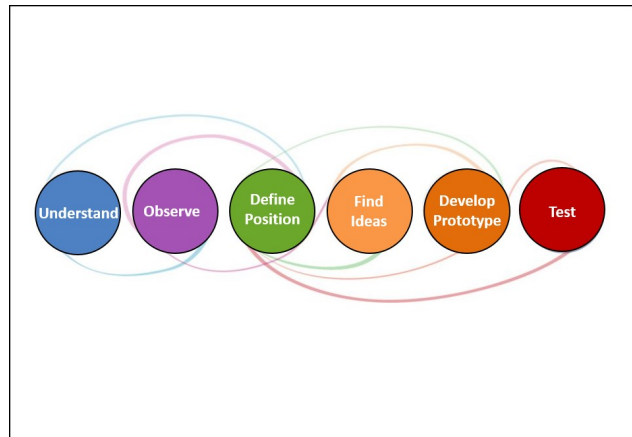 Understand
Observe
Define
Position
Find
Ideas
Develop
Prototype
Test